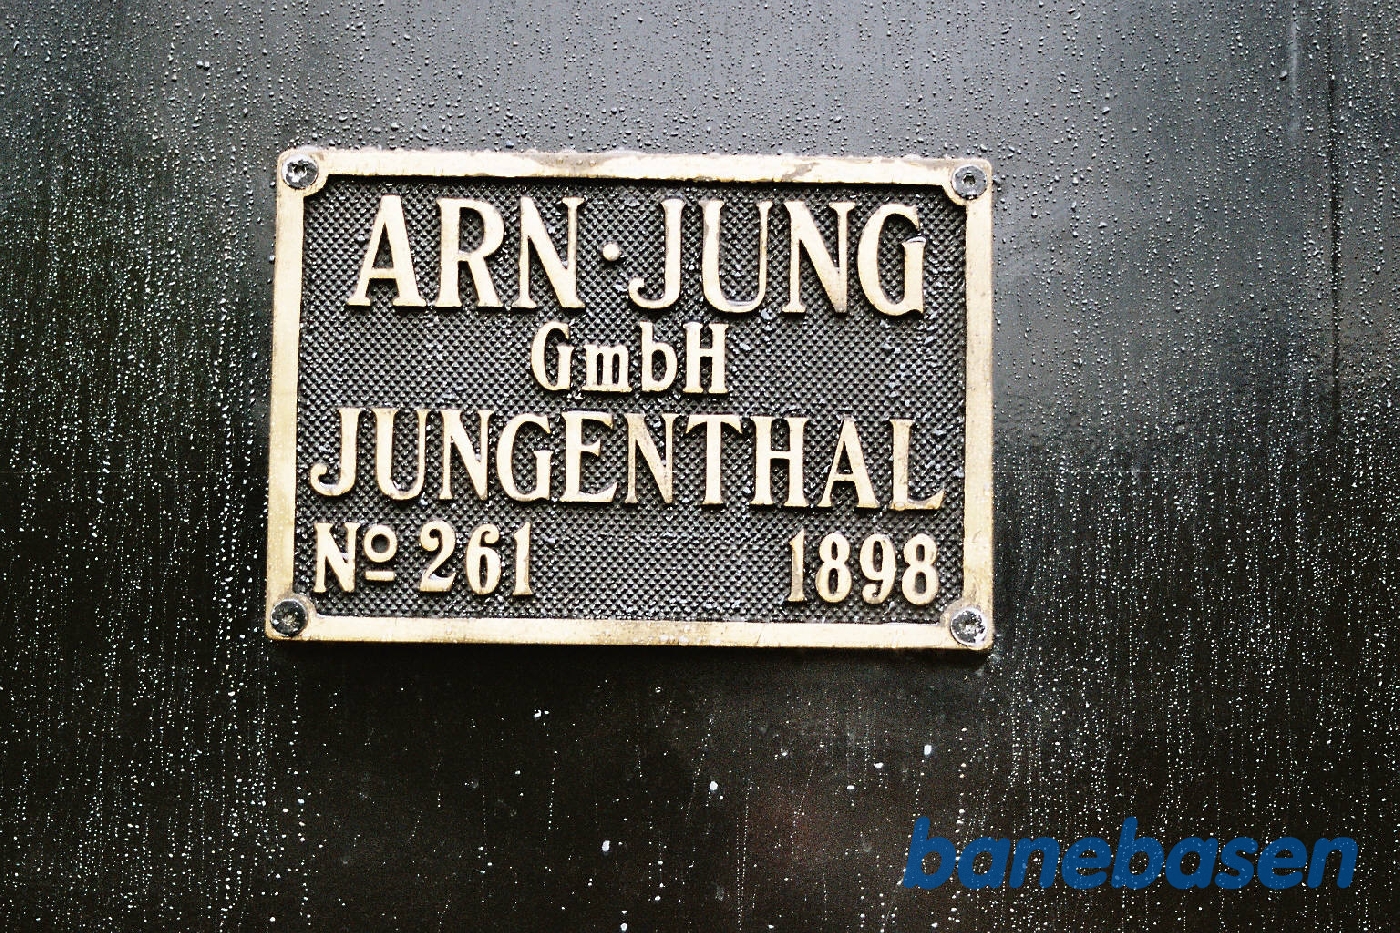 ARN·JUNG
GmbH
JUNGENTHAL
Nº 261 1898
banebasen